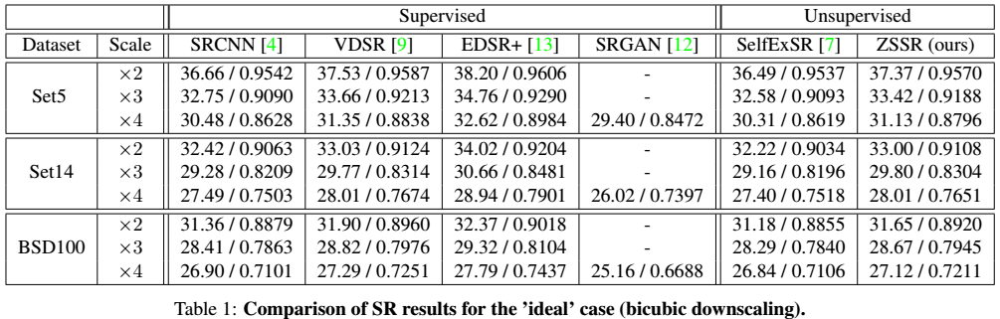 Supervised Unsupervised
Dataset Scale SRCNN [4] VDSR [9] EDSR+ [13] SRGAN [12] SelfExSR [7] ZSSR (ours)
×2 36.66 / 0.9542 37.53 / 0.9587 38.20 / 0.9606 - 36.49 / 0.9537 37.37 / 0.9570
Set5 ×3 32.75 / 0.9090 33.66 / 0.9213 34.76 / 0.9290 - 32.58 / 0.9093 33.42 / 0.9188
×4 30.48 / 0.8628 31.35 / 0.8838 32.62 / 0.8984 29.40 / 0.8472 30.31 / 0.8619 31.13 / 0.8796
×2 32.42 / 0.9063 33.03 / 0.9124 34.02 / 0.9204 - 32.22 / 0.9034 33.00 / 0.9108
Set14 ×3 29.28 / 0.8209 29.77 / 0.8314 30.66 / 0.8481 - 29.16 / 0.8196 29.80 / 0.8304
×4 27.49 / 0.7503 28.01 / 0.7674 28.94 / 0.7901 26.02 / 0.7397 27.40 / 0.7518 28.01 / 0.7651
×2 31.36 / 0.8879 31.90 / 0.8960 32.37 / 0.9018 - 31.18 / 0.8855 31.65 / 0.8920
BSD100 ×3 28.41 / 0.7863 28.82 / 0.7976 29.32 / 0.8104 - 28.29 / 0.7840 28.67 / 0.7945
×4 26.90 / 0.7101 27.29 / 0.7251 27.79 / 0.7437 25.16 / 0.6688 26.84 / 0.7106 27.12 / 0.7211
Table 1: Comparison of SR results for the 'ideal' case (bicubic downscaling).